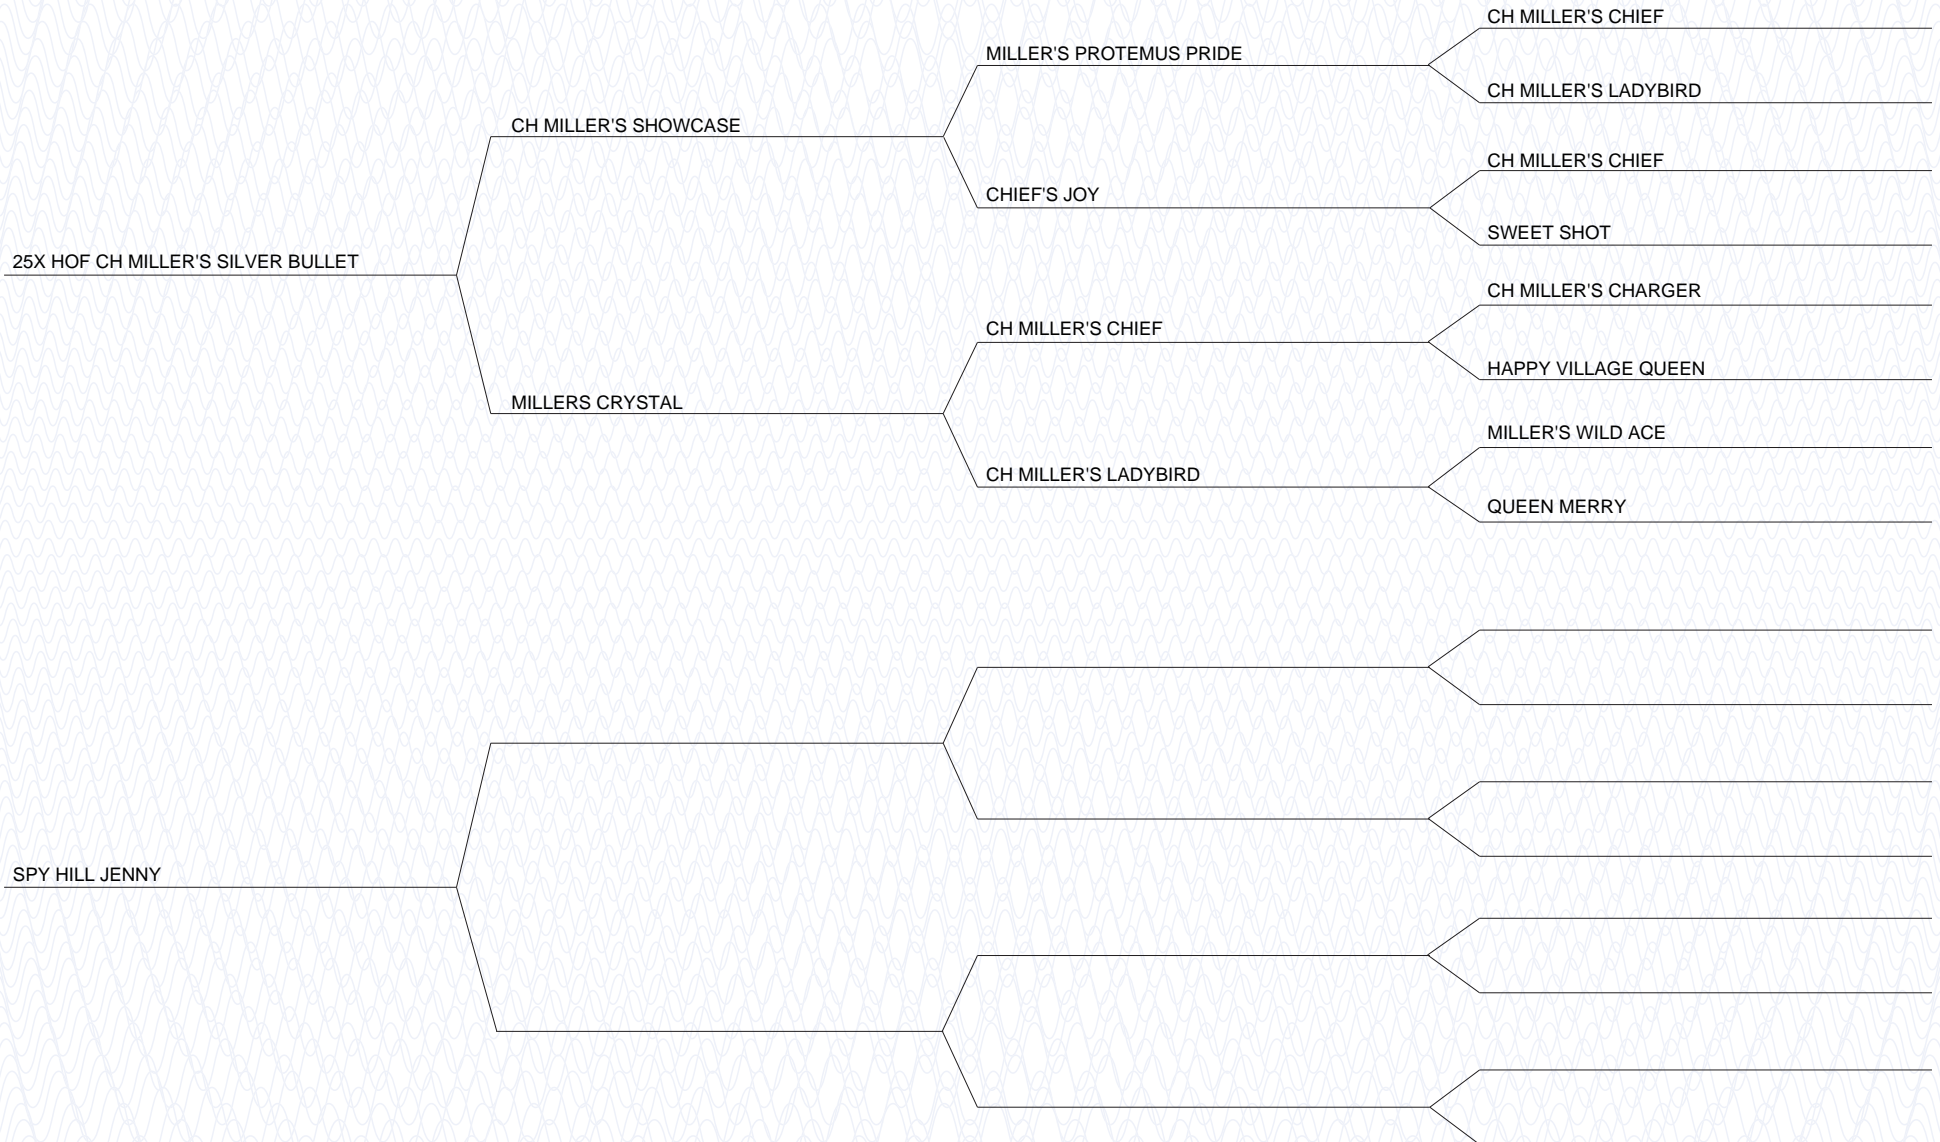 CH MILLER'S CHIEF
MILLER'S PROTEMUS PRIDE
CH MILLER'S LADYBIRD
CH MILLER'S SHOWCASE
CH MILLER'S CHIEF
CHIEF'S JOY
SWEET SHOT
25X HOF CH MILLER'S SILVER BULLET
CH MILLER'S CHARGER
CH MILLER'S CHIEF
HAPPY VILLAGE QUEEN
MILLERS CRYSTAL
MILLER'S WILD ACE
CH MILLER'S LADYBIRD
QUEEN MERRY
SPY HILL JENNY